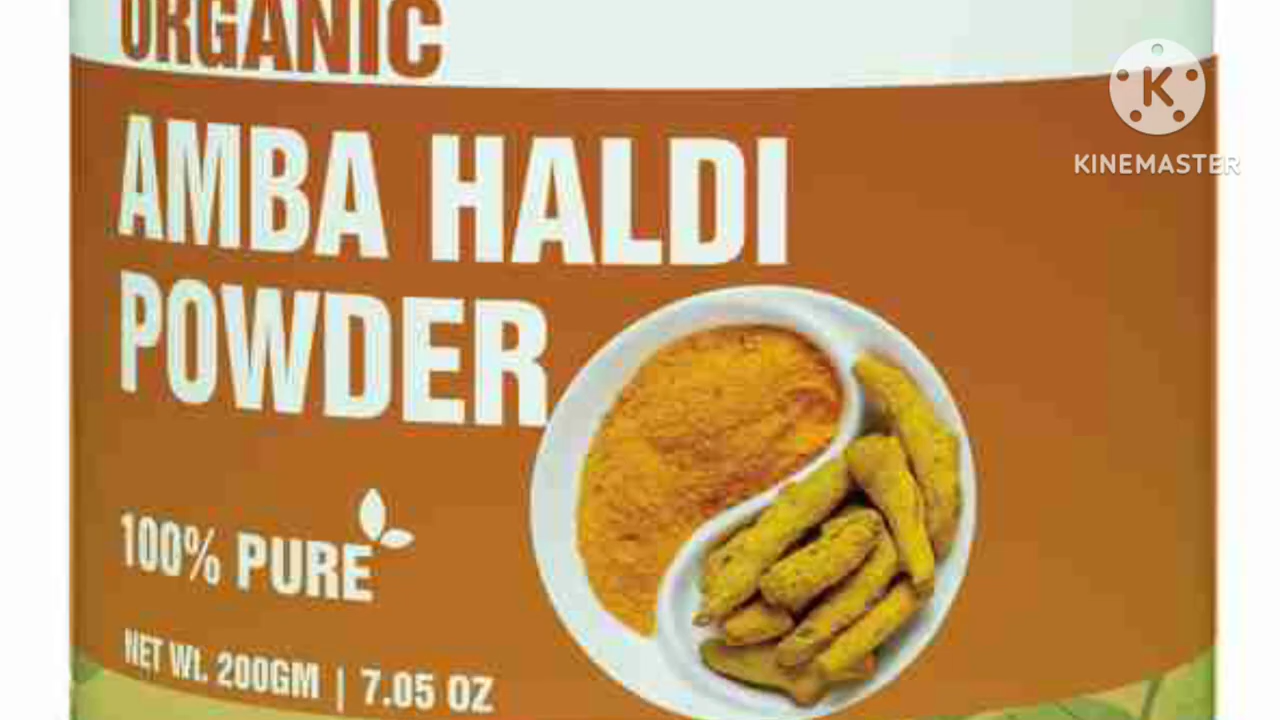 ORGANIC
AMBA HALDI
POWDER
100% PURE
NET Wt. 200GM | 7.05 OZ
K
KINEMASTER